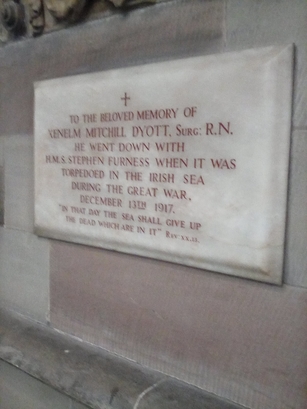 TO THE BELOVED MEMORY OF
KENELM MITCHILL DYOTT, SURG: R.N.
HE WENT DOWN WITH
H.M.S. STEPHEN FURNESS WHEN IT WAS
TORPEDOED IN THE IRISH SEA
DURING THE GREAT WAR,
DECEMBER 13TH 1917.
"IN THAT DAY THE SEA SHALL GIVE UP
THE DEAD WHICH ARE IN IT" REV